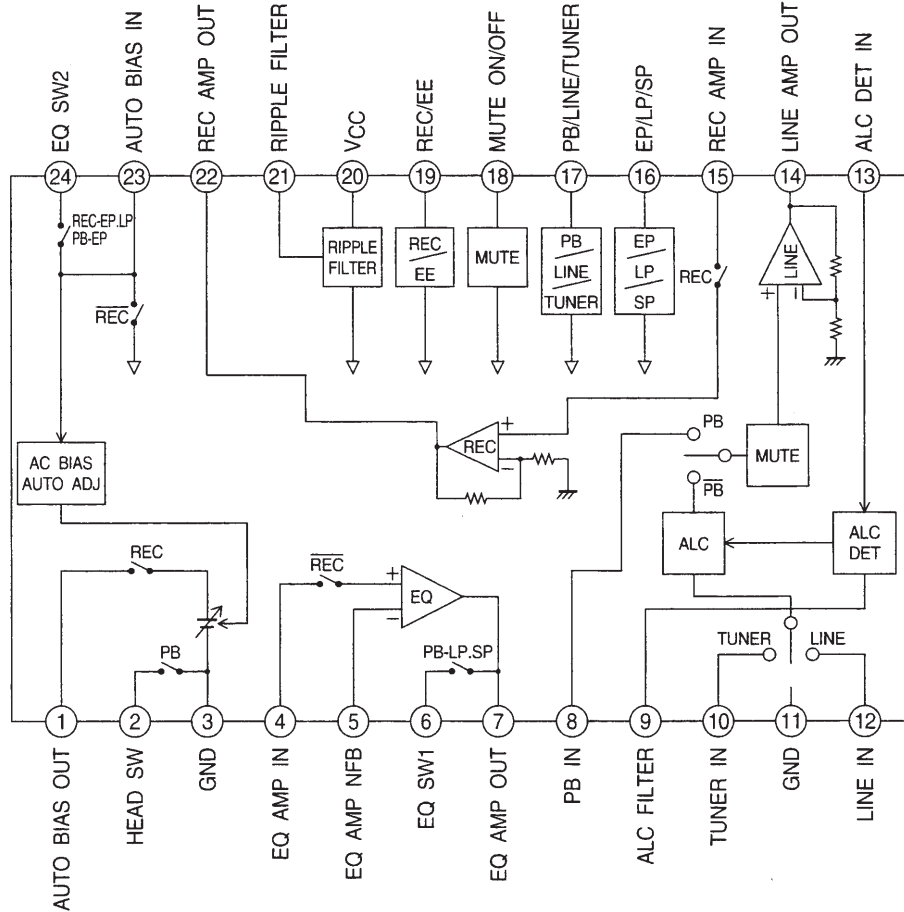 EQ SW2
AUTO BIAS IN
REC AMP OUT
RIPPLE FILTER
VCC
REC/EE
MUTE ON/OFF
PB/LINE/TUNER
EP/LP/SP
REC AMP IN
LINE AMP OUT
ALC DET IN
24
23
22
21
20
19
18
17
16
15
14
13
REC-EP.LP
PB-EP
R̅E̅C̅
RIPPLE
FILTER
REC
EE
MUTE
PB
LINE
TUNER
EP
LP
SP
REC
LINE
+
−
AC BIAS
AUTO ADJ
REC
+
−
PB
P̅B̅
MUTE
ALC
ALC
DET
REC
PB
R̅E̅C̅
EQ
+
−
PB-LP.SP
TUNER
LINE
1
2
3
4
5
6
7
8
9
10
11
12
AUTO BIAS OUT
HEAD SW
GND
EQ AMP IN
EQ AMP NFB
EQ SW1
EQ AMP OUT
PB IN
ALC FILTER
TUNER IN
GND
LINE IN